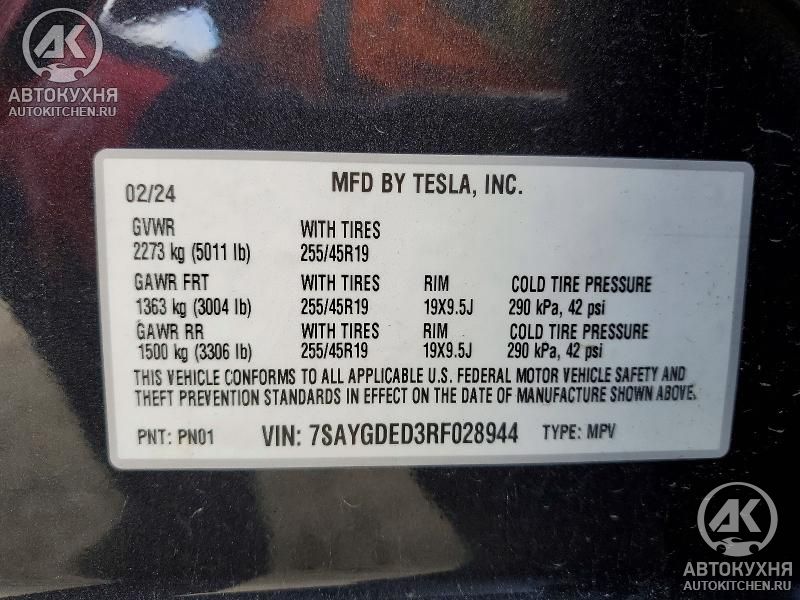 AK
АВТОКУХНЯ
AUTOKITCHEN.RU
02/24 MFD BY TESLA, INC.
GVWR WITH TIRES
2273 kg (5011 lb) 255/45R19
GAWR FRT WITH TIRES RIM COLD TIRE PRESSURE
1363 kg (3004 lb) 255/45R19 19X9.5J 290 kPa, 42 psi
GAWR RR WITH TIRES RIM COLD TIRE PRESSURE
1500 kg (3306 lb) 255/45R19 19X9.5J 290 kPa, 42 psi
THIS VEHICLE CONFORMS TO ALL APPLICABLE U.S. FEDERAL MOTOR VEHICLE SAFETY AND
THEFT PREVENTION STANDARDS IN EFFECT ON THE DATE OF MANUFACTURE SHOWN ABOVE.
PNT: PN01 VIN: 7SAYGDED3RF028944 TYPE: MPV
AK
АВТОКУХНЯ
AUTOKITCHEN.RU